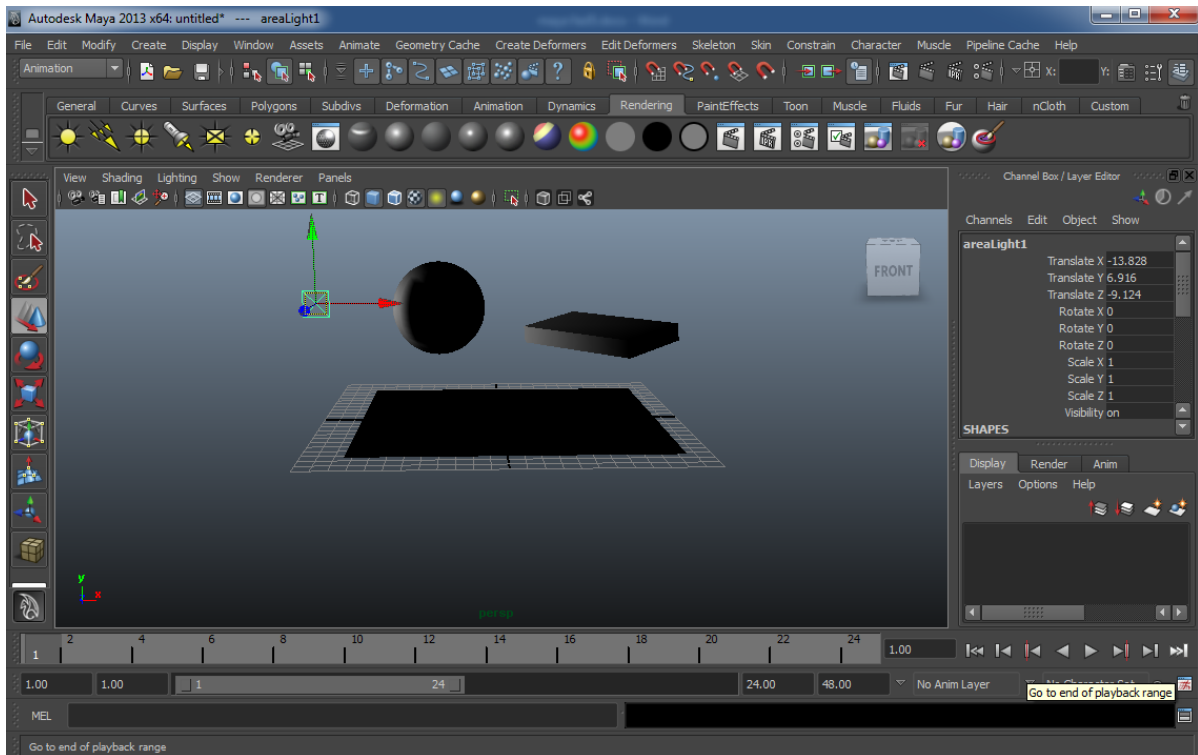 Autodesk Maya 2013 x64: untitled* --- areaLight1
File Edit Modify Create Display Window Assets Animate Geometry Cache Create Deformers Edit Deformers Skeleton Skin Constrain Character Muscle Pipeline Cache Help
Animation X: Y:
General Curves Surfaces Polygons Subdivs Deformation Animation Dynamics Rendering PaintEffects Toon Muscle Fluids Fur Hair nCloth Custom
View Shading Lighting Show Renderer Panels
Channel Box / Layer Editor
Channels Edit Object Show
areaLight1
Translate X -13.828
Translate Y 6.916
Translate Z -9.124
Rotate X 0
Rotate Y 0
Rotate Z 0
Scale X 1
Scale Y 1
Scale Z 1
Visibility on
SHAPES
FRONT
Display Render Anim
Layers Options Help
y
x
persp
1 2 4 6 8 10 12 14 16 18 20 22 24 1.00
1.00 1.00 1 24 24.00 48.00 No Anim Layer
Go to end of playback range
MEL
Go to end of playback range